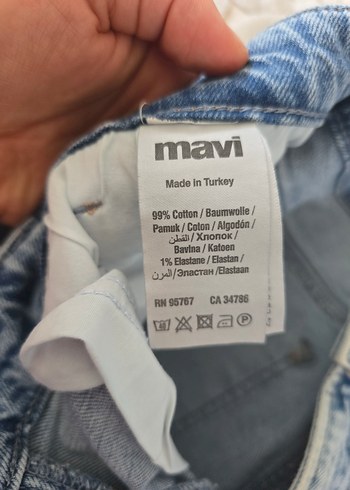 mavi
Made in Turkey
99% Cotton / Baumwolle /
Pamuk / Coton / Algodón /
القطن / Хлопок /
Bavlna / Katoen
1% Elastane / Elastan /
المرن/Эластан /Elastaan
RN 95767 CA 34786